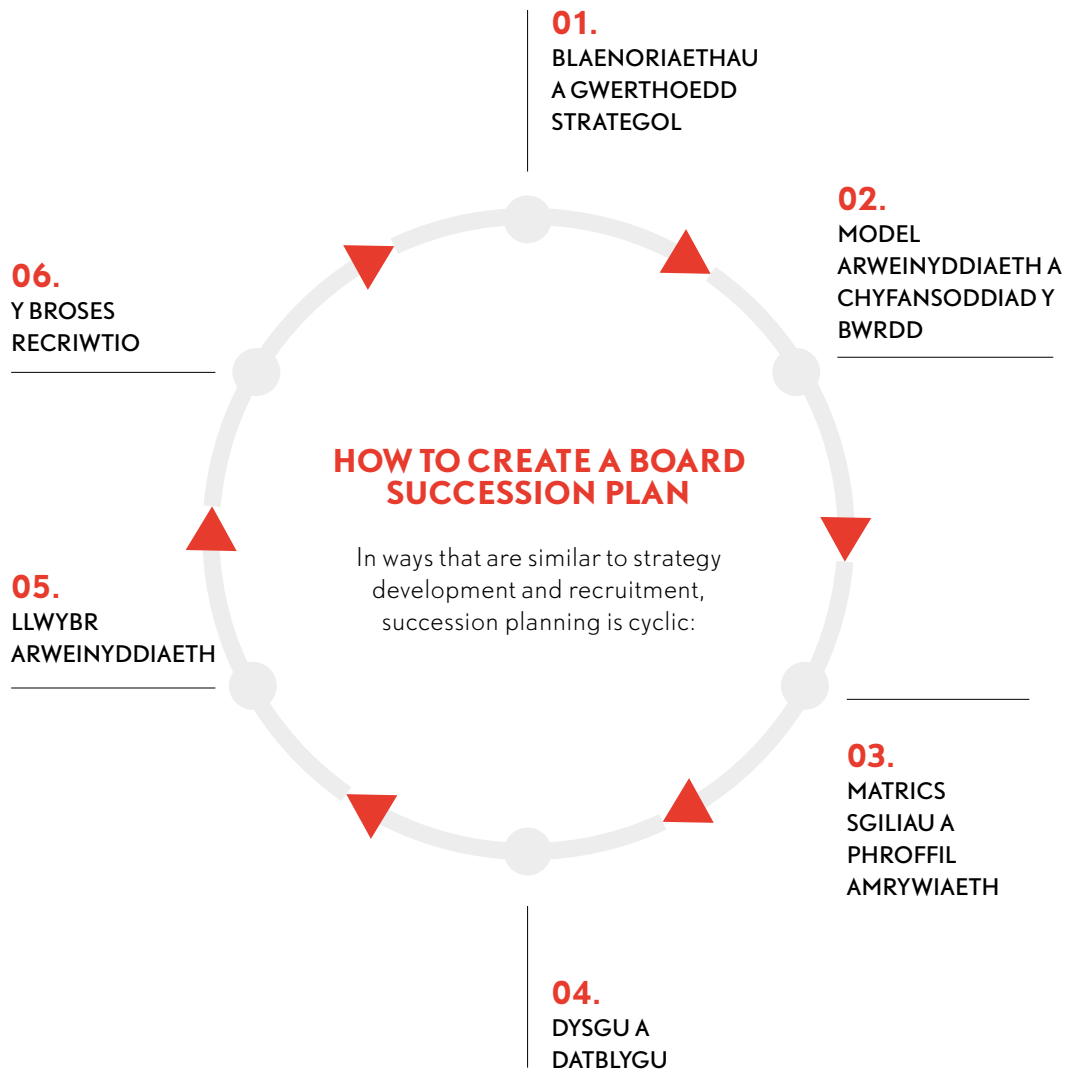 01.
BLAENORIAETHAU
A GWERTHOEDD
STRATEGOL
02.
MODEL
ARWEINYDDIAETH A
CHYFANSODDIAD Y
BWRDD
03.
MATRICS
SGILIAU A
PHROFFIL
AMRYWIAETH
04.
DYSGU A
DATBLYGU
05.
LLWYBR
ARWEINYDDIAETH
06.
Y BROSES
RECRIWTIO
HOW TO CREATE A BOARD
SUCCESSION PLAN
In ways that are similar to strategy
development and recruitment,
succession planning is cyclic: